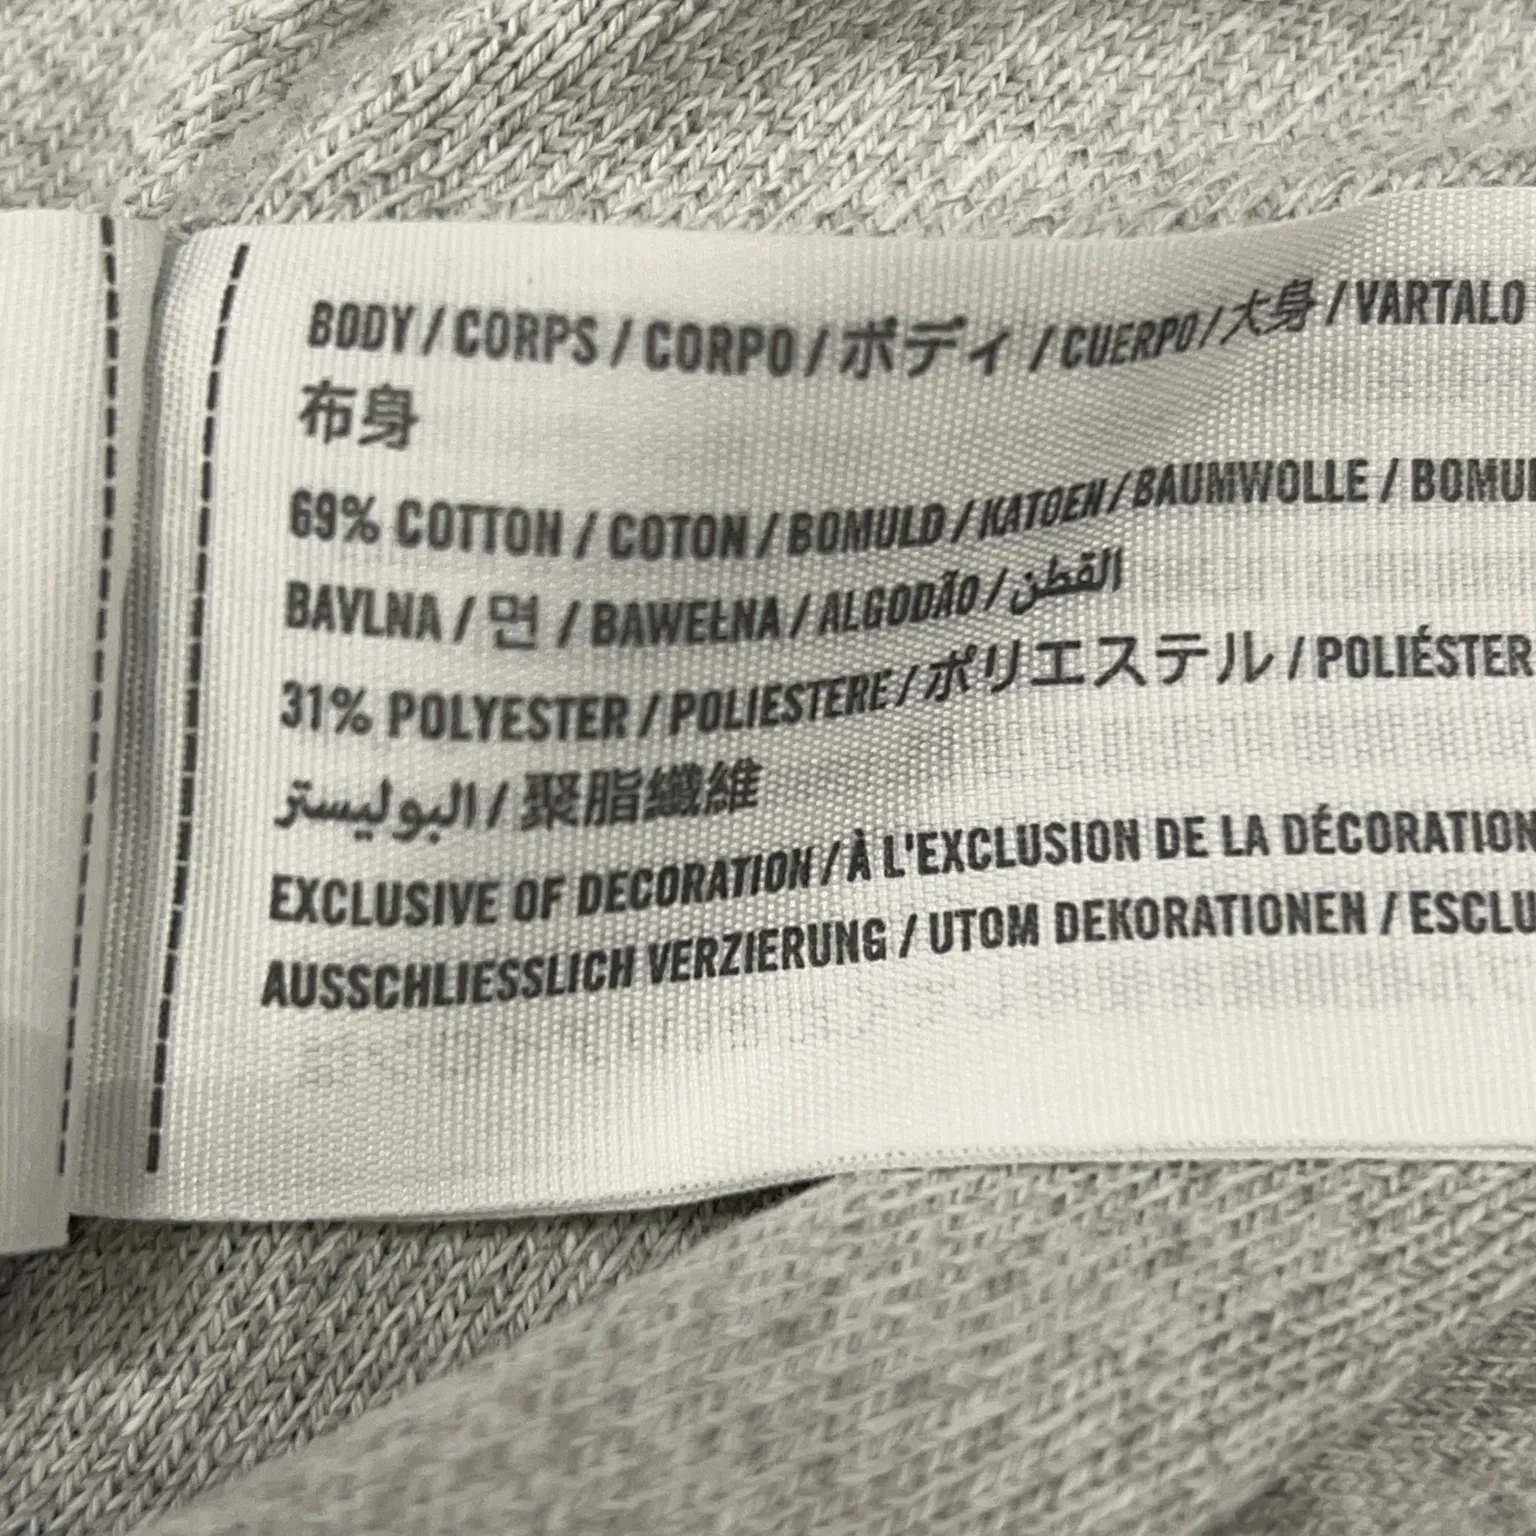 BODY / CORPS / CORPO / ボディ / CUERPO / 大身 / VARTALO
布身
69% COTTON / COTON / BOMULD / KATOEN / BAUMWOLLE / BOMUL
BAVLNA / 면 / BAWEŁNA / ALGODÃO / القطن
31% POLYESTER / POLIESTERE / ポリエステル / POLIÉSTER
البوليستر / 聚脂纖維
EXCLUSIVE OF DECORATION / À L'EXCLUSION DE LA DÉCORATION
AUSSCHLIESSLICH VERZIERUNG / UTOM DEKORATIONEN / ESCLU